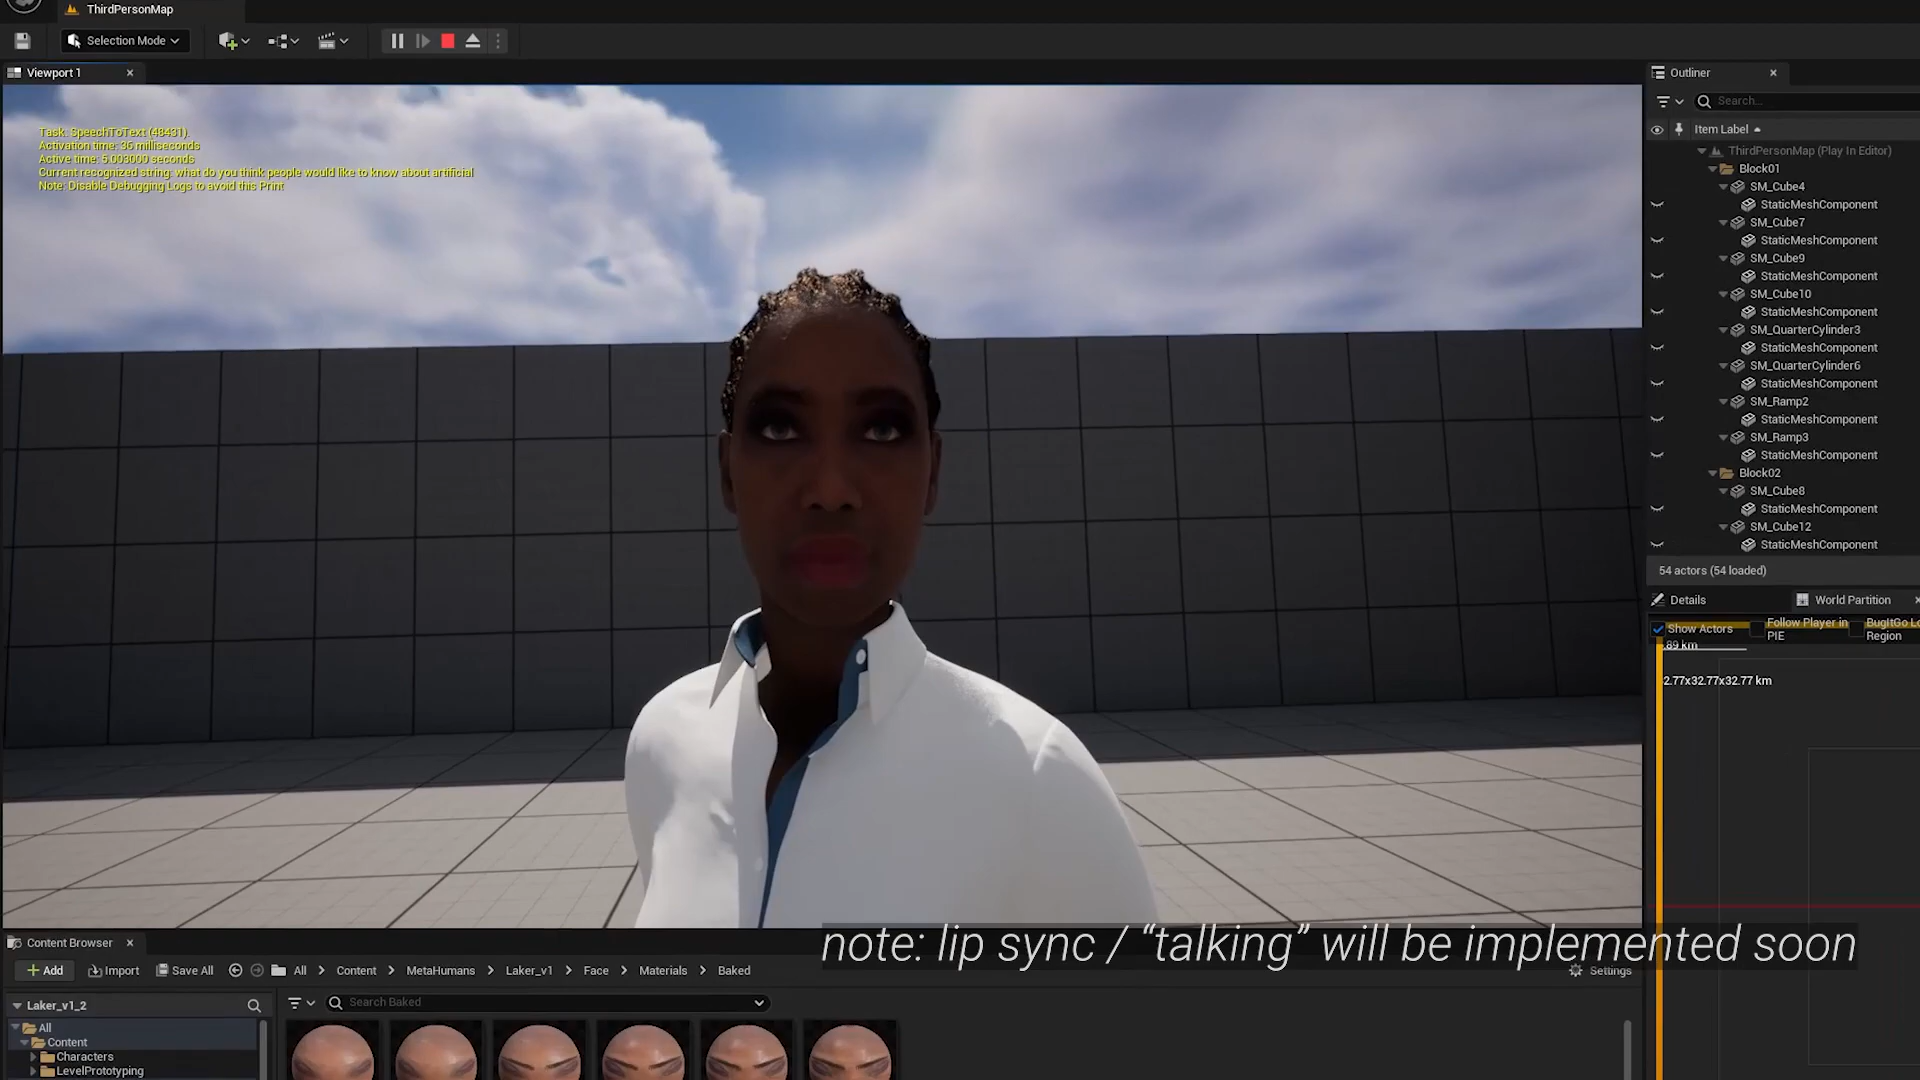 ThirdPersonMap
Selection Mode
Viewport 1
Outliner
Search...
Item Label
Task: SpeechToText (48431).
Activation time: 36 milliseconds
Active time: 5.003000 seconds
Current recognized string: what do you think people would like to know about artificial
Note: Disable Debugging Logs to avoid this Print
ThirdPersonMap (Play In Editor)
Block01
SM_Cube4
StaticMeshComponent
SM_Cube7
StaticMeshComponent
SM_Cube9
StaticMeshComponent
SM_Cube10
StaticMeshComponent
SM_QuarterCylinder3
StaticMeshComponent
SM_QuarterCylinder6
StaticMeshComponent
SM_Ramp2
StaticMeshComponent
SM_Ramp3
StaticMeshComponent
Block02
SM_Cube8
StaticMeshComponent
SM_Cube12
StaticMeshComponent
54 actors (54 loaded)
Details
World Partition
Show Actors
Follow Player in
PIE
BugItGo Lo
Region
.89 km
2.77x32.77x32.77 km
note: lip sync / “talking” will be implemented soon
Content Browser
Add
Import
Save All
All
Content
MetaHumans
Laker_v1
Face
Materials
Baked
Settings
Laker_v1_2
Search Baked
All
Content
Characters
LevelPrototyping